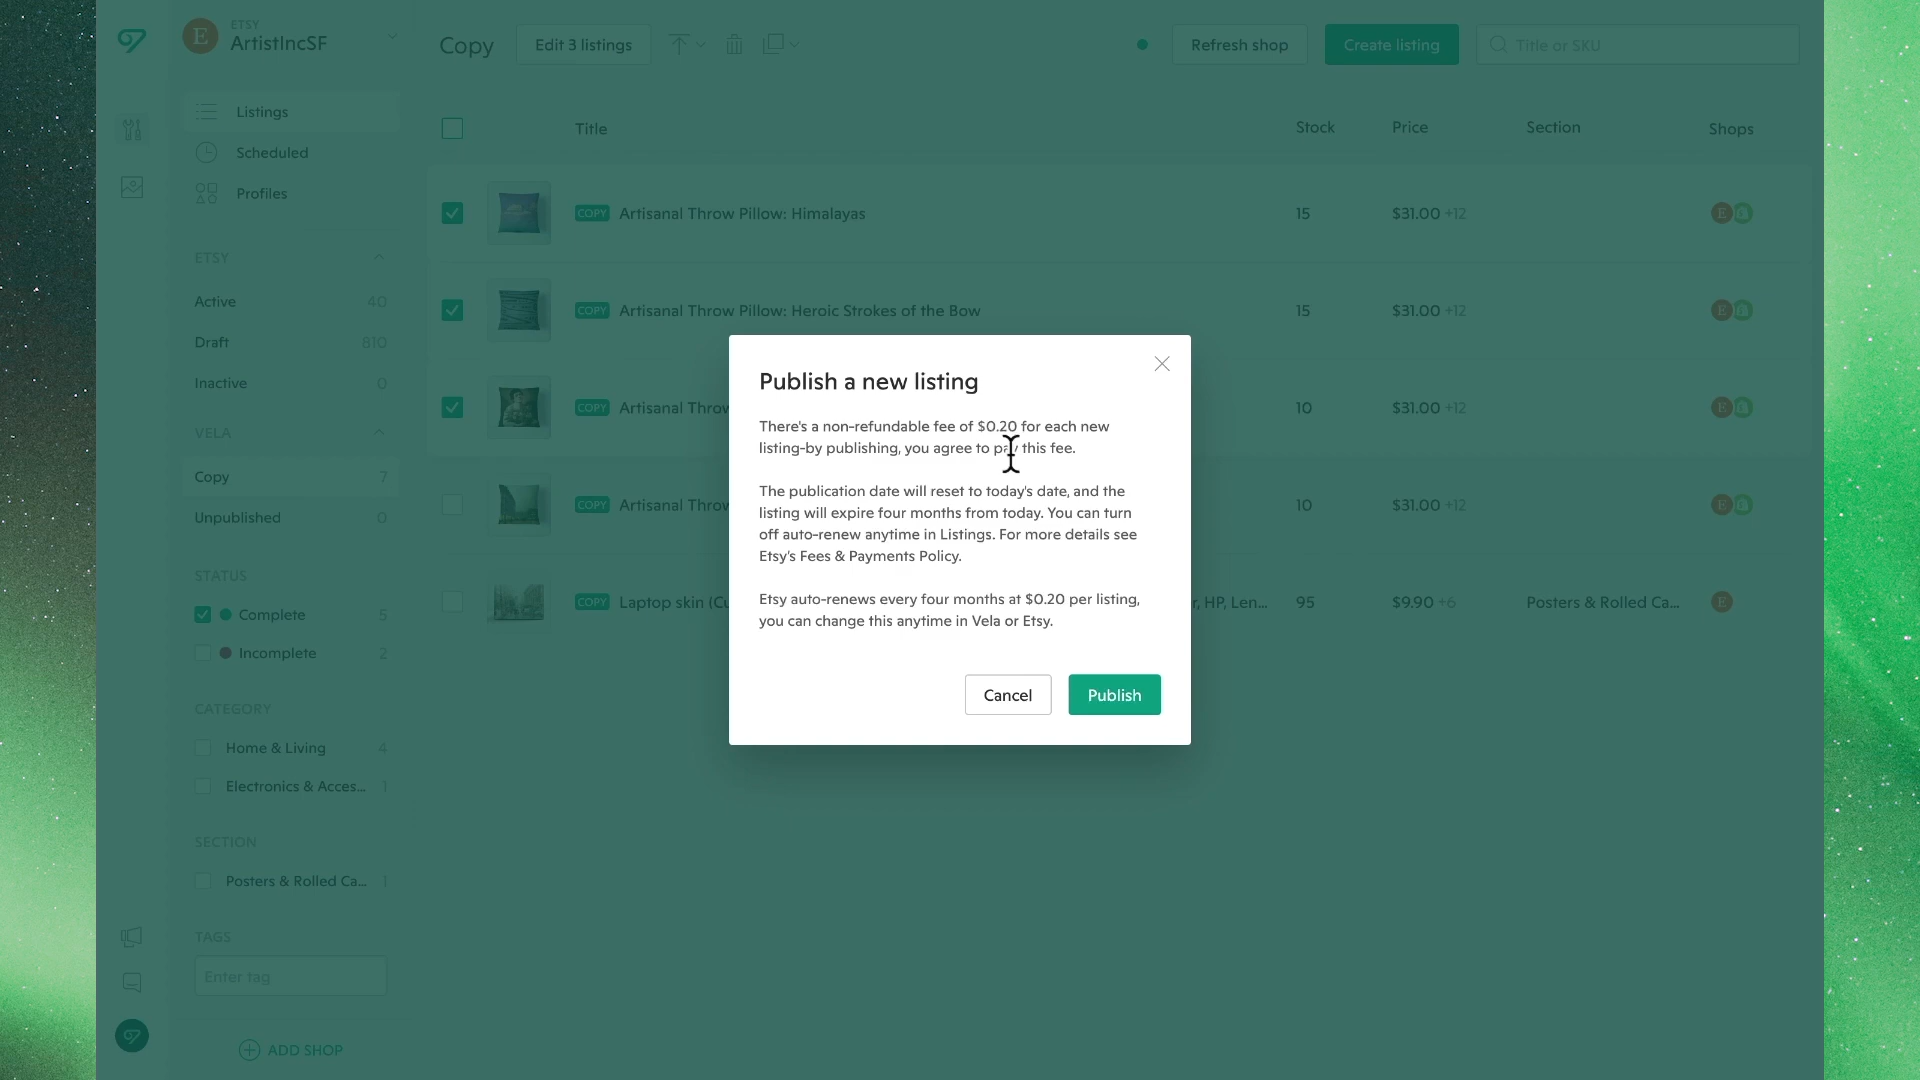 E
ETSY
ArtistIncSF
Copy
Edit 3 listings
Refresh shop
Create listing
Title or SKU
Listings
Scheduled
Profiles
ETSY
Active 40
Draft 810
Inactive 0
VELA
Copy 7
Unpublished 0
STATUS
Complete 5
Incomplete 2
CATEGORY
Home & Living 4
Electronics & Acces... 1
SECTION
Posters & Rolled Ca... 1
TAGS
Enter tag
ADD SHOP
Title Stock Price Section Shops
COPY Artisanal Throw Pillow: Himalayas 15 $31.00 +12 E
COPY Artisanal Throw Pillow: Heroic Strokes of the Bow 15 $31.00 +12 E
COPY Artisanal Throw 10 $31.00 +12 E
COPY Artisanal Throw 10 $31.00 +12 E
COPY Laptop skin (Cu r, HP, Len... 95 $9.90 +6 Posters & Rolled Ca... E
Publish a new listing
There's a non-refundable fee of $0.20 for each new
listing-by publishing, you agree to pay this fee.
The publication date will reset to today's date, and the
listing will expire four months from today. You can turn
off auto-renew anytime in Listings. For more details see
Etsy's Fees & Payments Policy.
Etsy auto-renews every four months at $0.20 per listing,
you can change this anytime in Vela or Etsy.
Cancel
Publish